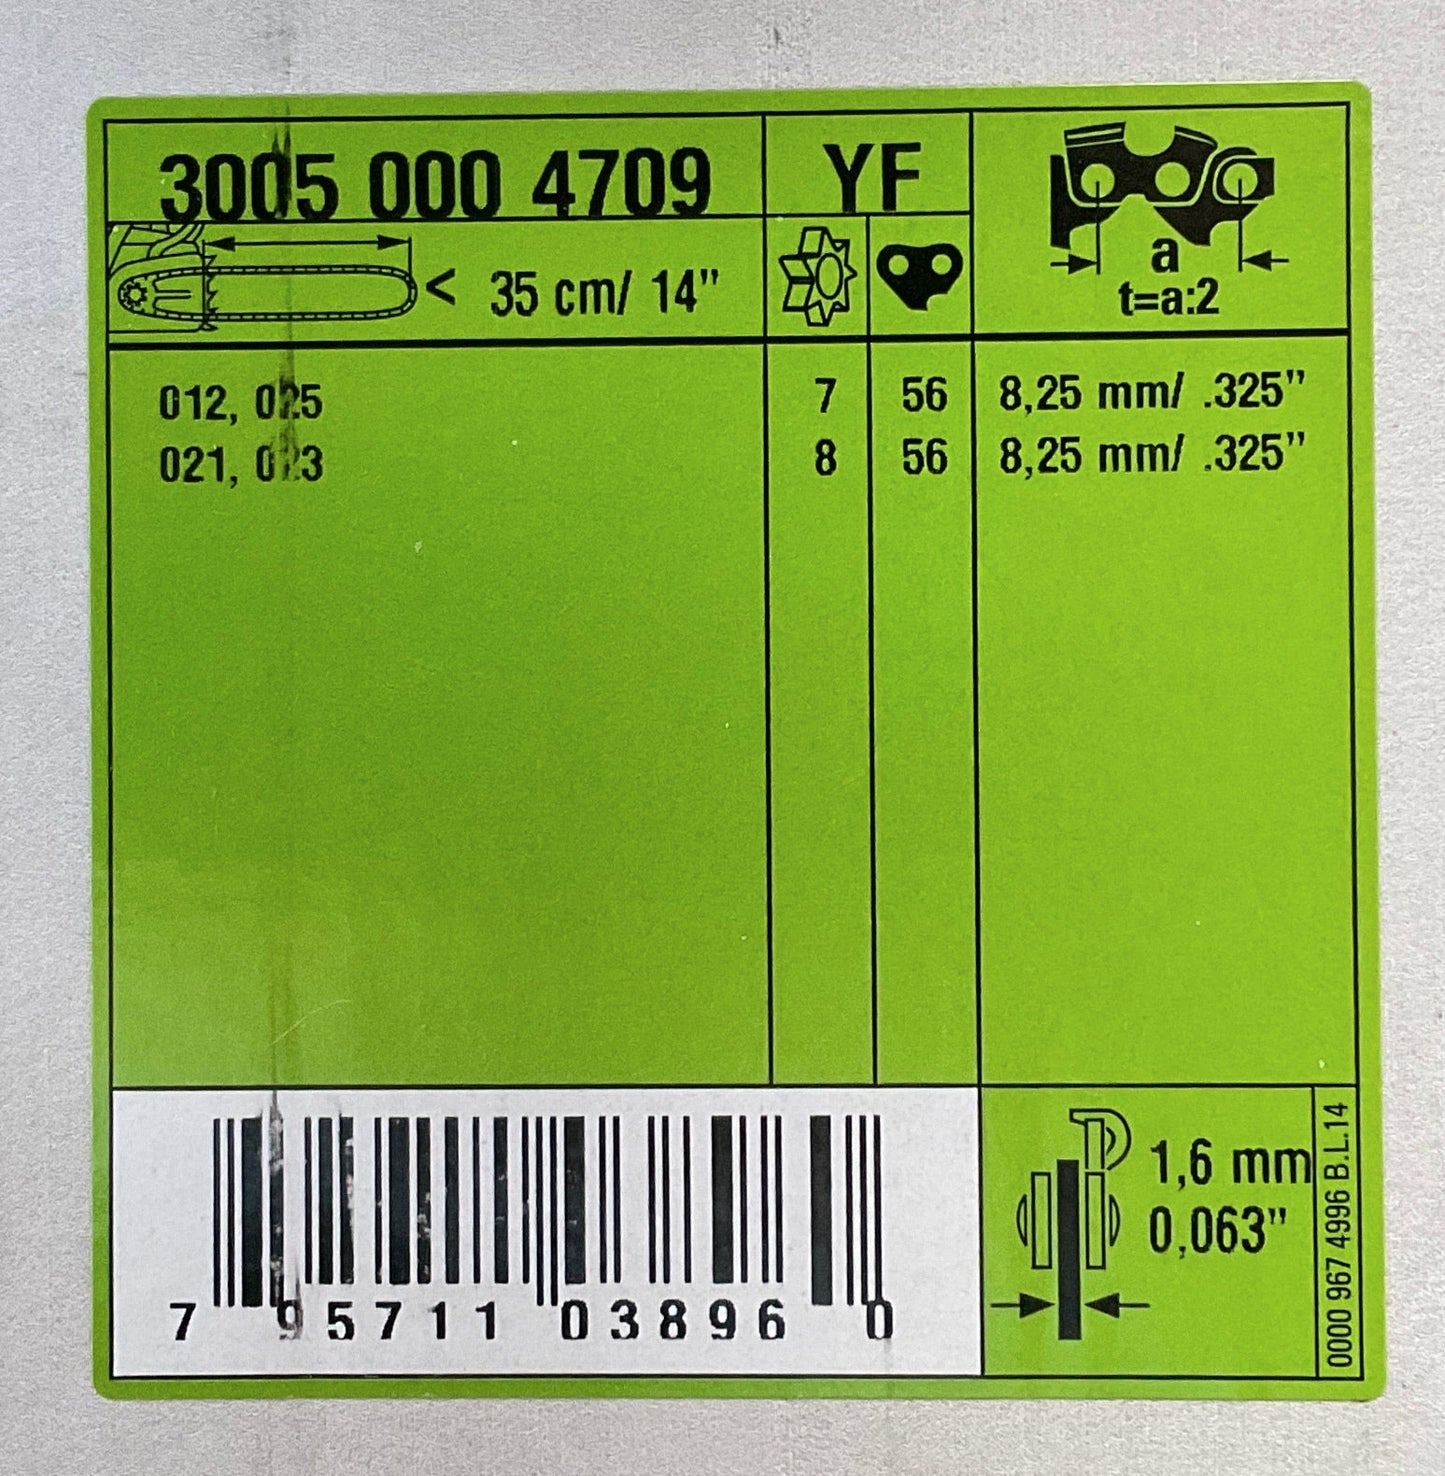 3005 000 4709 YF
a
t=a:2
< 35 cm/ 14"
012, 025 7 56 8,25 mm/ .325"
021, 023 8 56 8,25 mm/ .325"
7 95711 03896 0
1,6 mm
0,063"
0000 967 4996 B.L.14